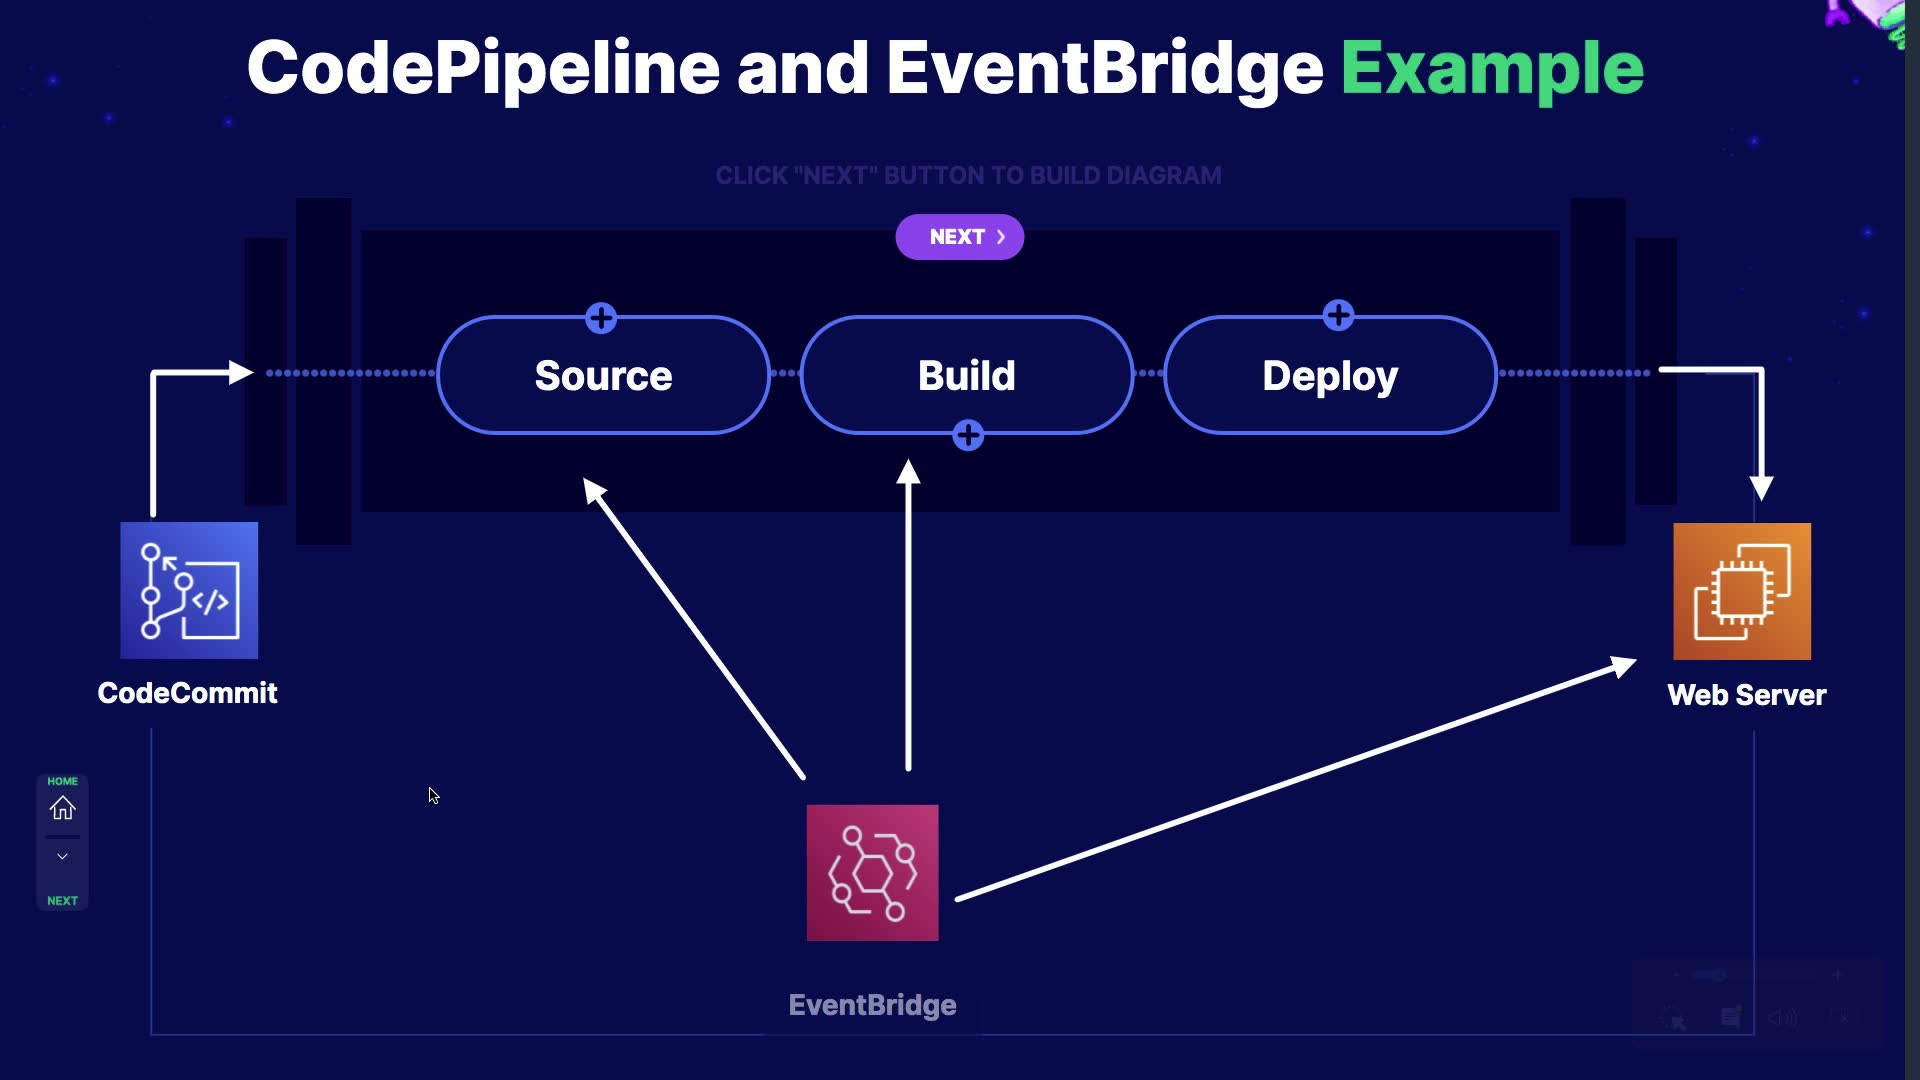 CodePipeline and EventBridge Example
CLICK "NEXT" BUTTON TO BUILD DIAGRAM
NEXT
Source
Build
Deploy
</>
CodeCommit
Web Server
HOME
NEXT
EventBridge